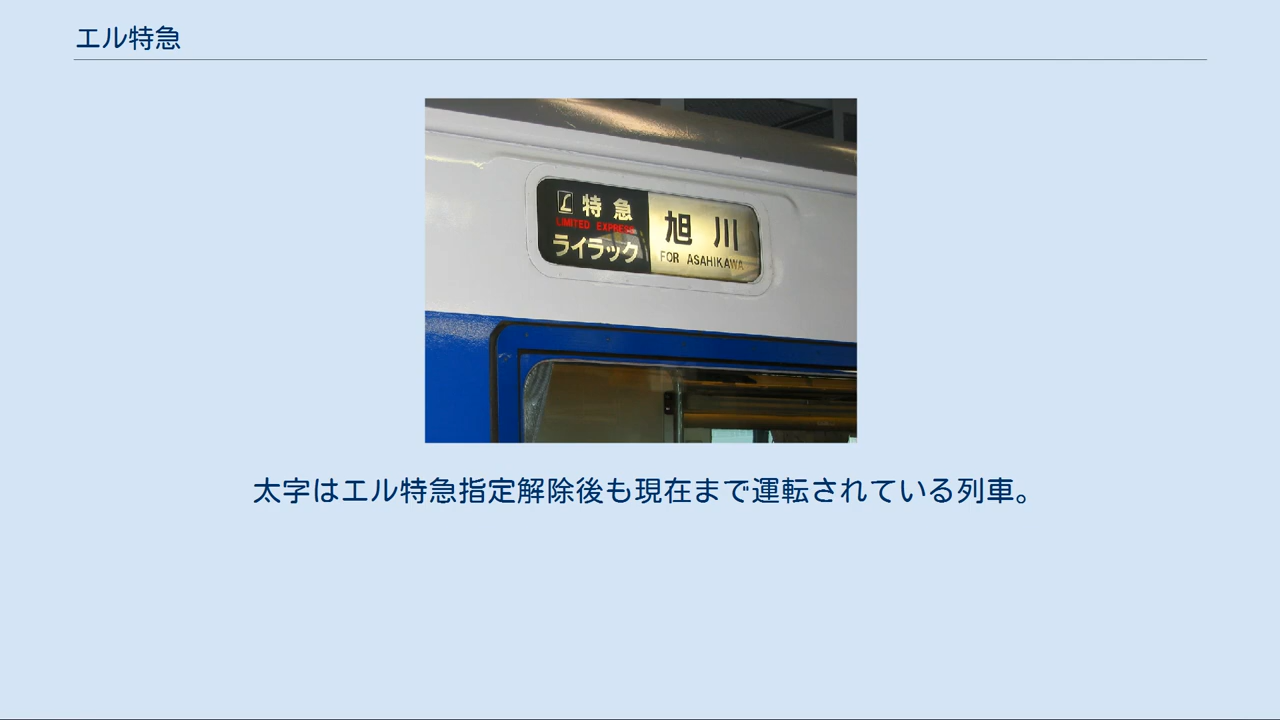 エル特急
L特急
LIMITED EXPRESS
ライラック
旭川
FOR ASAHIKAWA
太字はエル特急指定解除後も現在まで運転されている列車。